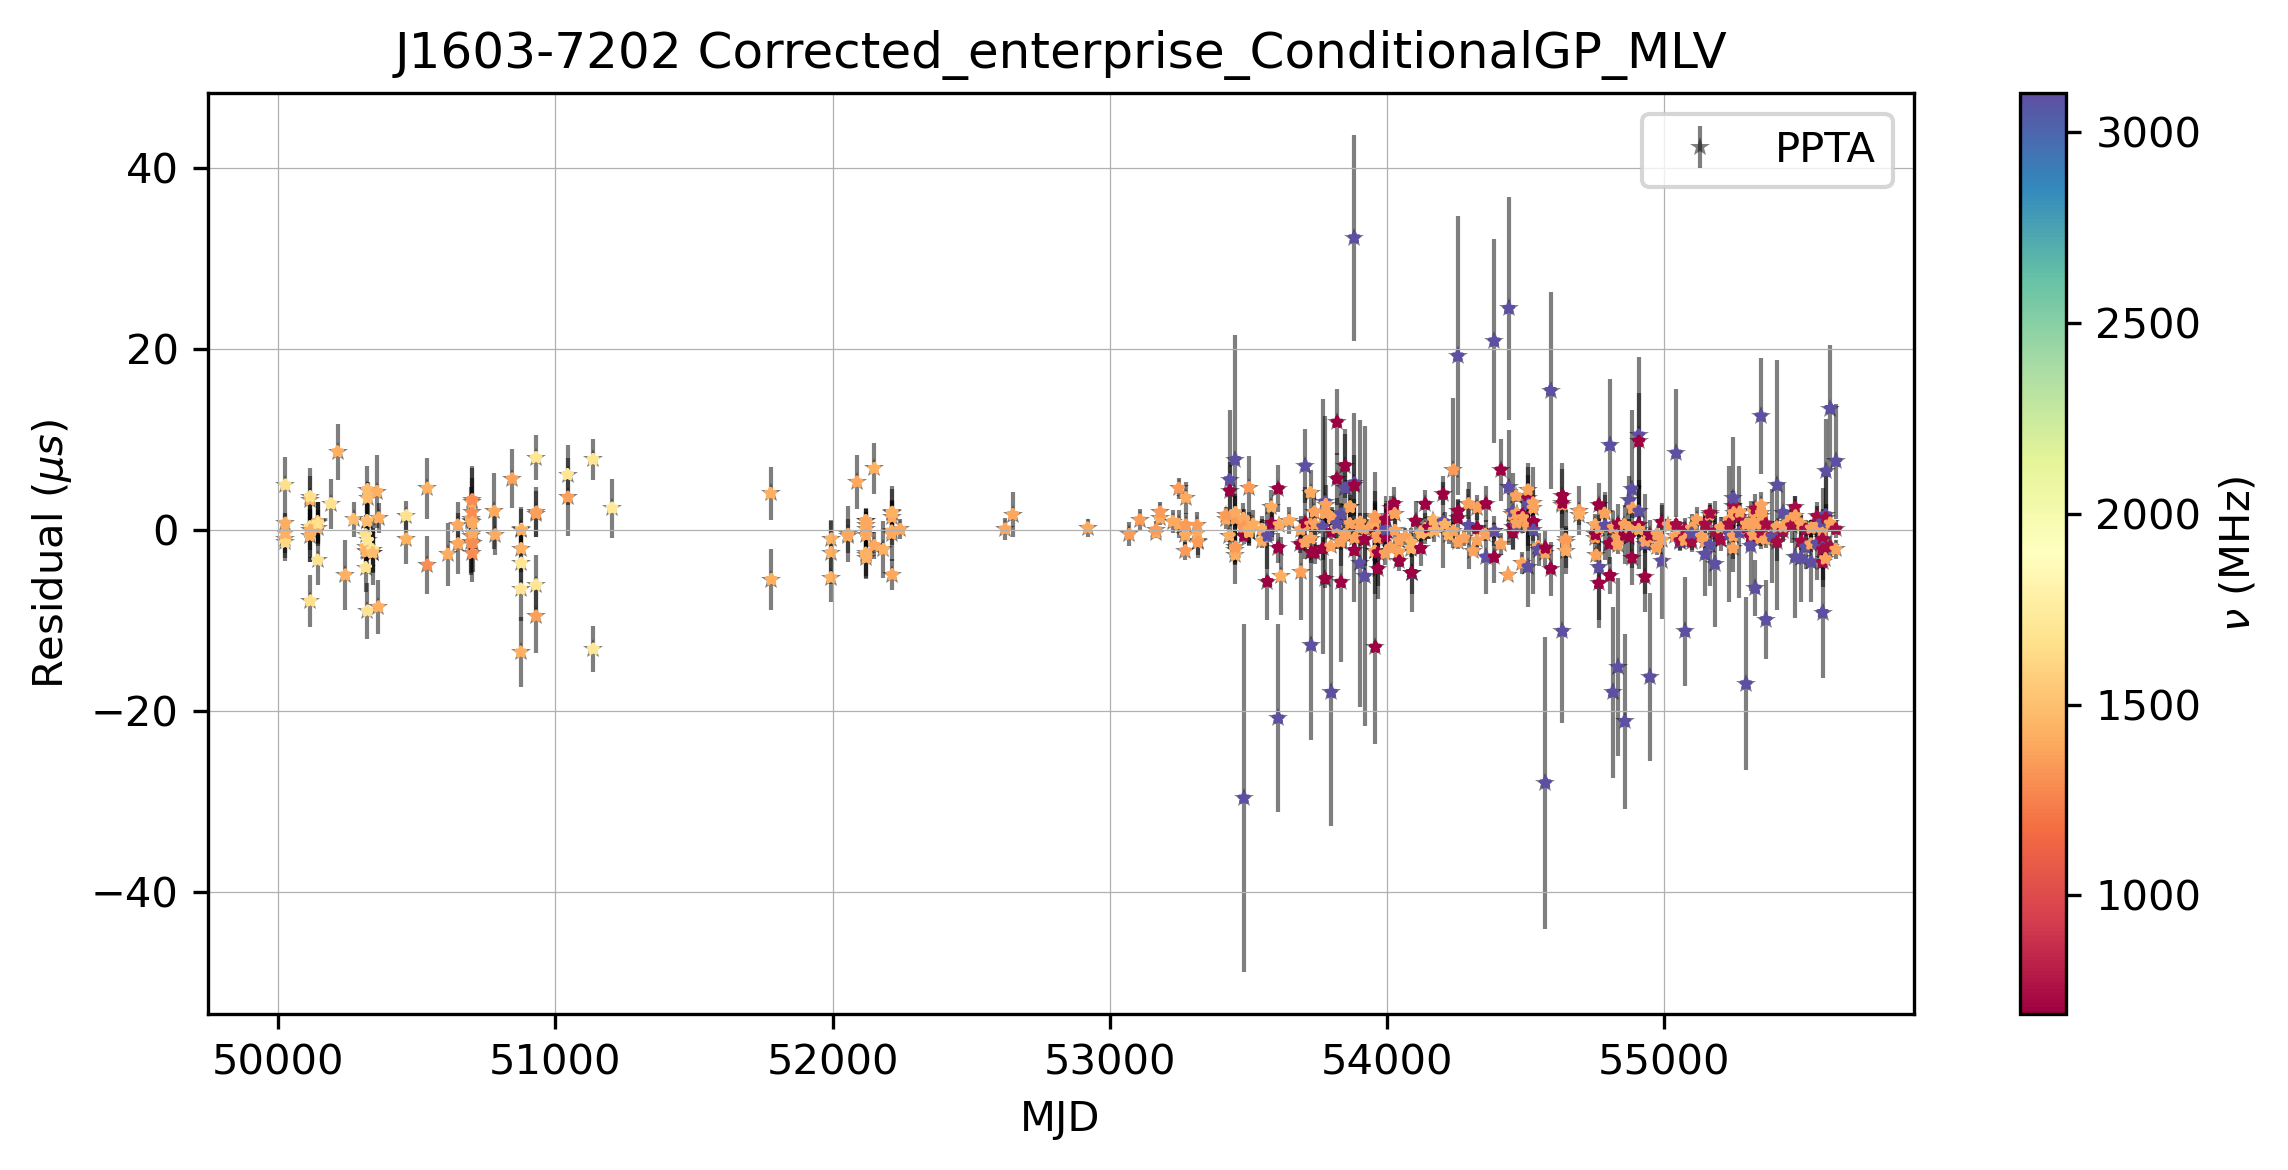 J1603-7202 Corrected_enterprise_ConditionalGP_MLV
PPTA
40
20
0
−20
−40
Residual (μs)
50000 51000 52000 53000 54000 55000
MJD
3000
2500
2000
1500
1000
ν (MHz)